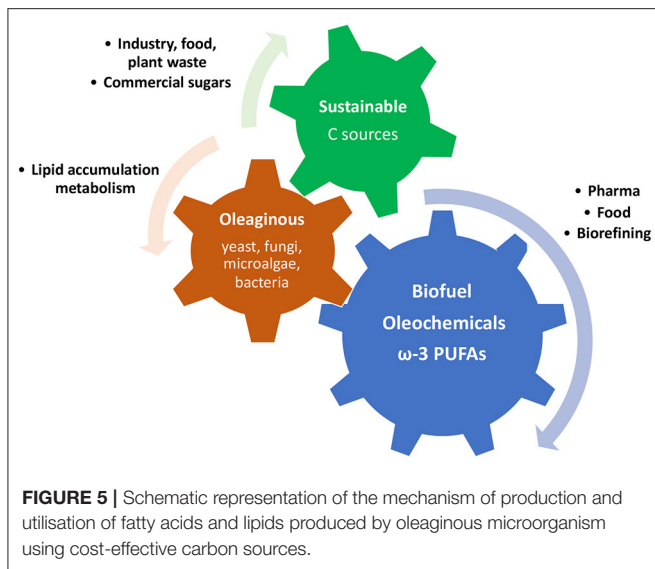 • Industry, food,
plant waste
• Commercial sugars
Sustainable
C sources
• Lipid accumulation
metabolism
Oleaginous
yeast, fungi,
microalgae,
bacteria
• Pharma
• Food
• Biorefining
Biofuel
Oleochemicals
ω-3 PUFAs
FIGURE 5 | Schematic representation of the mechanism of production and
utilisation of fatty acids and lipids produced by oleaginous microorganism
using cost-effective carbon sources.